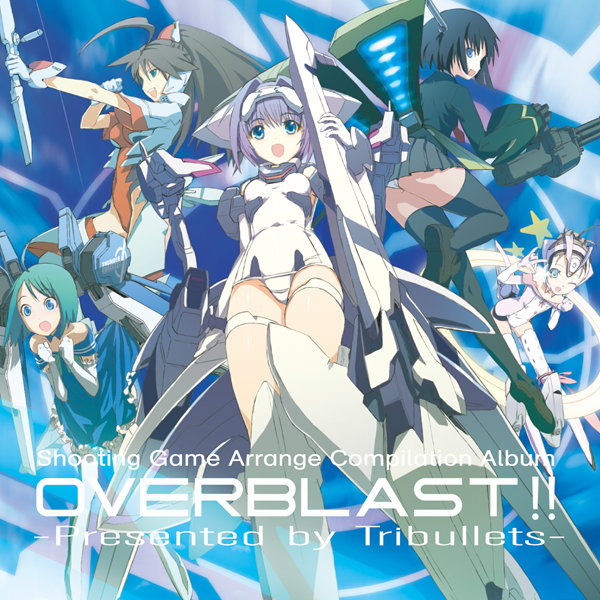 Shooting Game Arrange Compilation Album
OVERBLAST!!
-Presented by Tribullets-